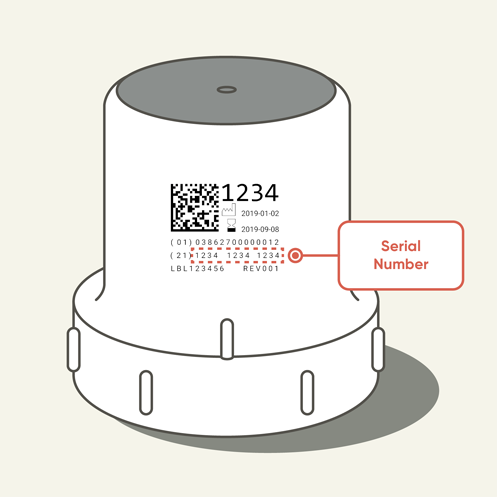 1234
2019-01-02
2019-09-08
(01)03862700000012
(21)1234 1234 1234
LBL123456 REV001
Serial
Number